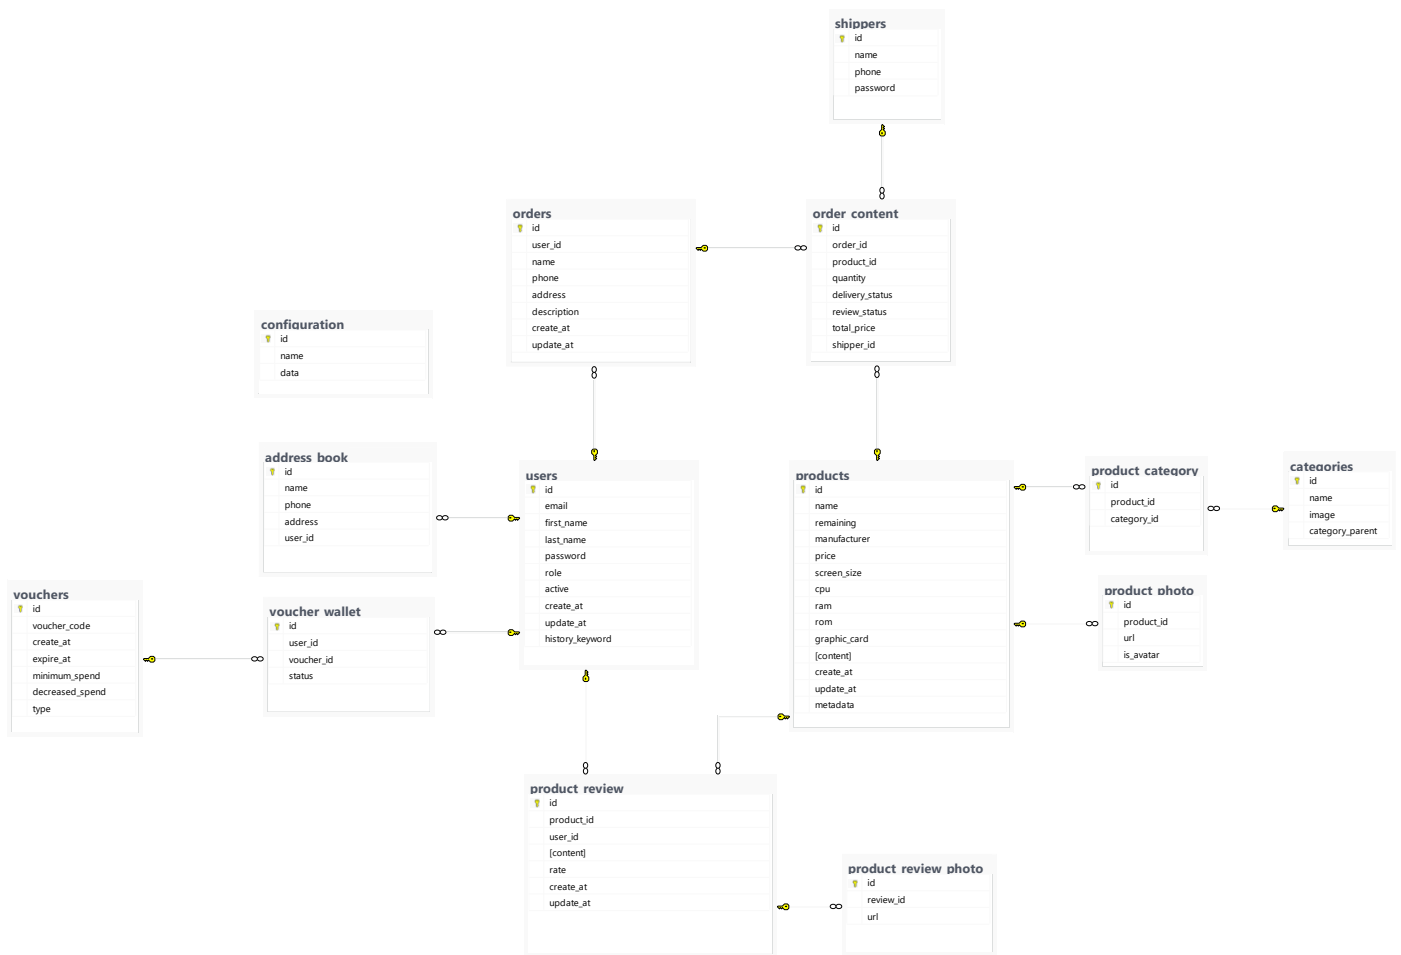 shippers
id
name
phone
password
orders
id
user_id
name
phone
address
description
create_at
update_at
order_content
id
order_id
product_id
quantity
delivery_status
review_status
total_price
shipper_id
configuration
id
name
data
address_book
id
name
phone
address
user_id
users
id
email
first_name
last_name
password
role
active
create_at
update_at
history_keyword
products
id
name
remaining
manufacturer
price
screen_size
cpu
ram
rom
graphic_card
[content]
create_at
update_at
metadata
product_category
id
product_id
category_id
categories
id
name
image
category_parent
vouchers
id
voucher_code
create_at
expire_at
minimum_spend
decreased_spend
type
voucher_wallet
id
user_id
voucher_id
status
product_photo
id
product_id
url
is_avatar
product_review
id
product_id
user_id
[content]
rate
create_at
update_at
product_review_photo
id
review_id
url